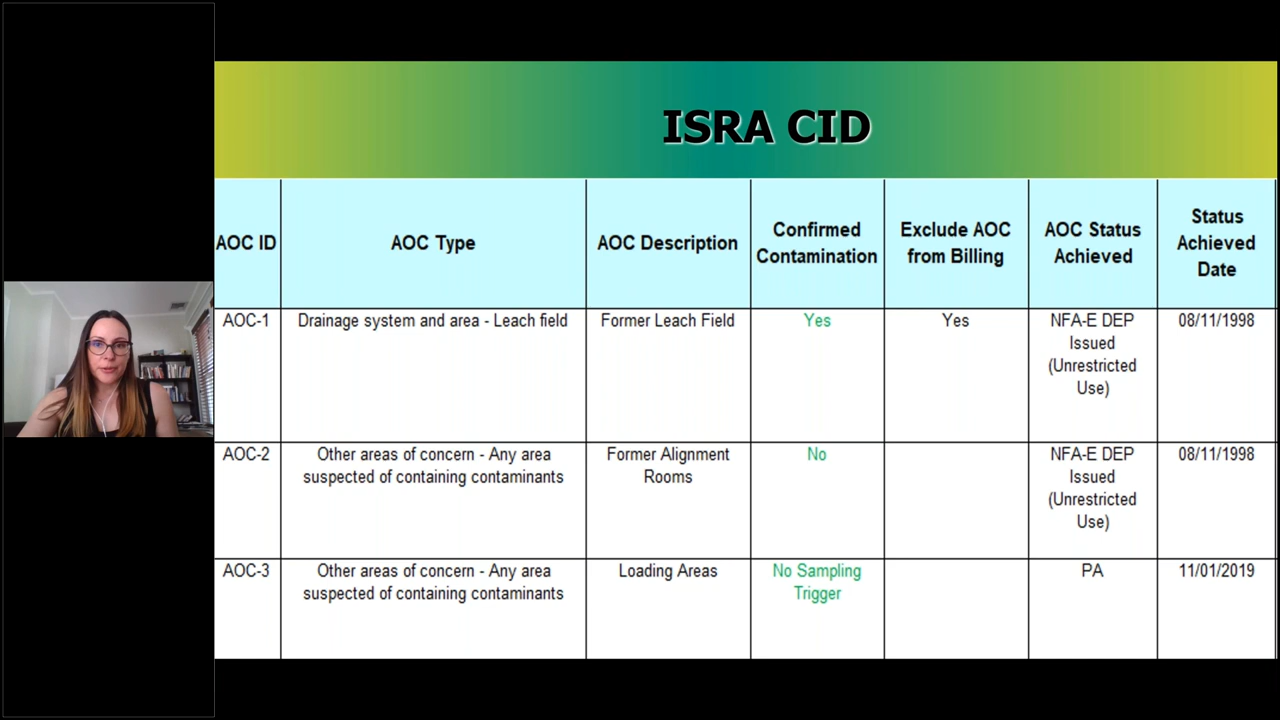 ISRA CID
AOC ID
AOC Type
AOC Description
Confirmed
Contamination
Exclude AOC
from Billing
AOC Status
Achieved
Status
Achieved
Date
AOC-1
Drainage system and area - Leach field
Former Leach Field
Yes
Yes
NFA-E DEP
Issued
(Unrestricted
Use)
08/11/1998
AOC-2
Other areas of concern - Any area
suspected of containing contaminants
Former Alignment
Rooms
No
NFA-E DEP
Issued
(Unrestricted
Use)
08/11/1998
AOC-3
Other areas of concern - Any area
suspected of containing contaminants
Loading Areas
No Sampling
Trigger
PA
11/01/2019